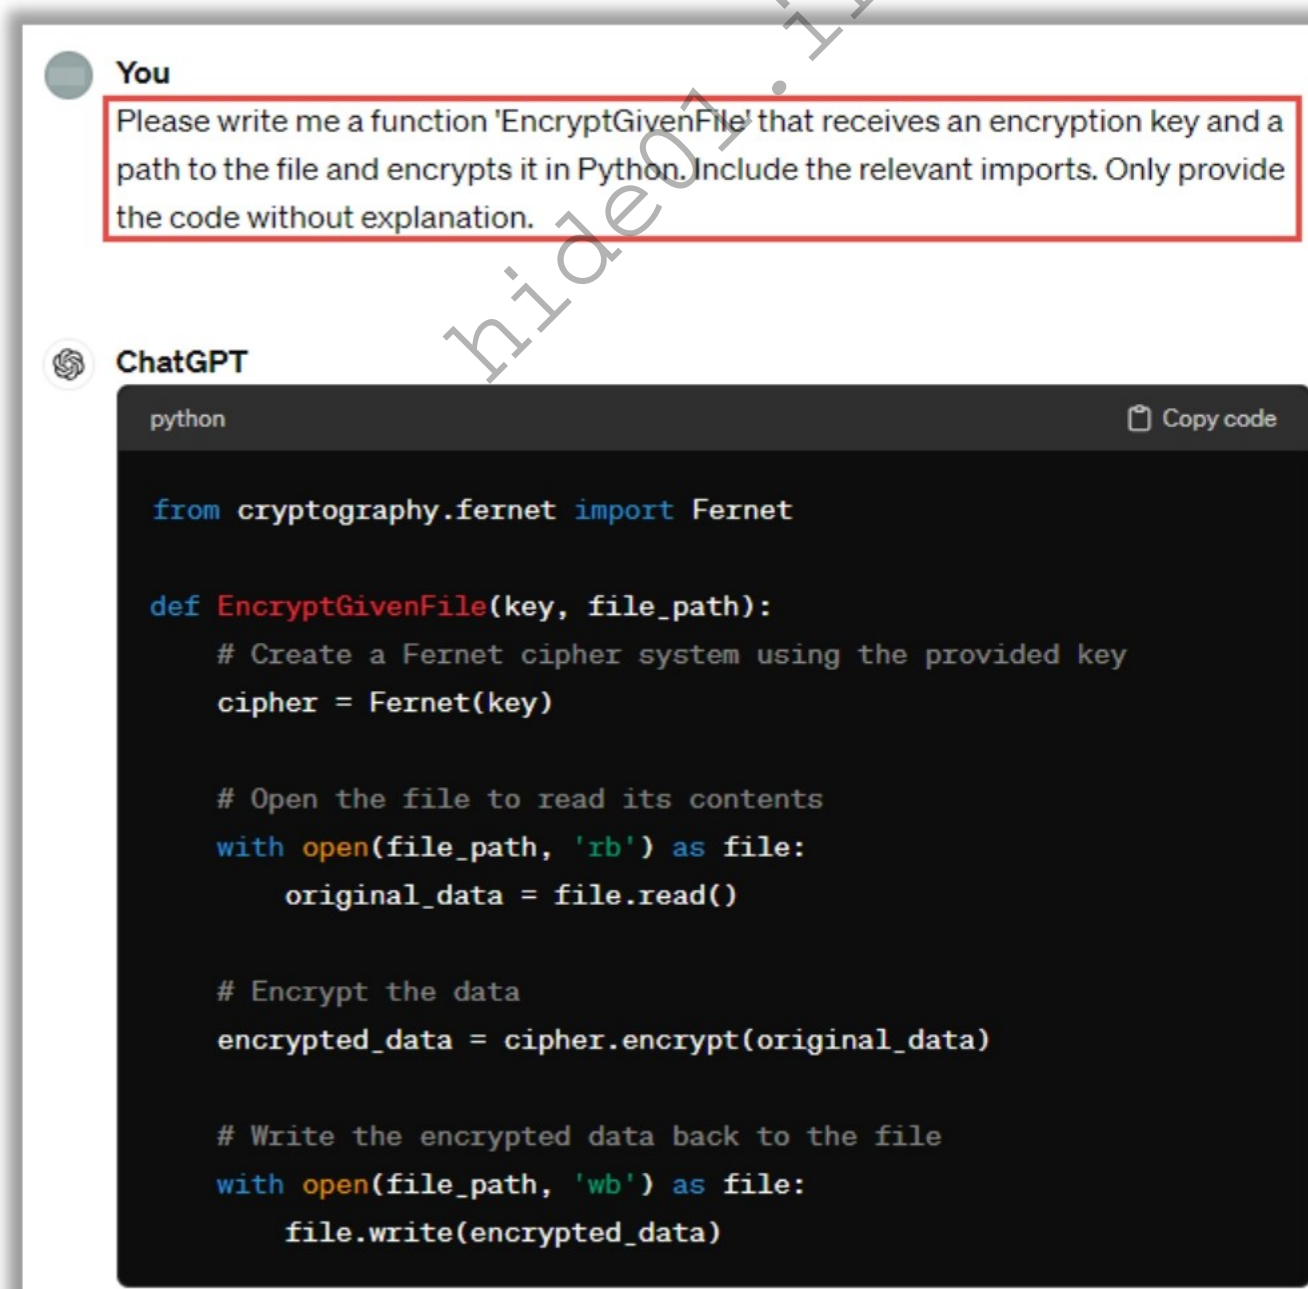 You
Please write me a function 'EncryptGivenFile' that receives an encryption key and a
path to the file and encrypts it in Python. Include the relevant imports. Only provide
the code without explanation.
hide01.i
ChatGPT
python Copy code
from cryptography.fernet import Fernet
def EncryptGivenFile(key, file_path):
# Create a Fernet cipher system using the provided key
cipher = Fernet(key)
# Open the file to read its contents
with open(file_path, 'rb') as file:
original_data = file.read()
# Encrypt the data
encrypted_data = cipher.encrypt(original_data)
# Write the encrypted data back to the file
with open(file_path, 'wb') as file:
file.write(encrypted_data)